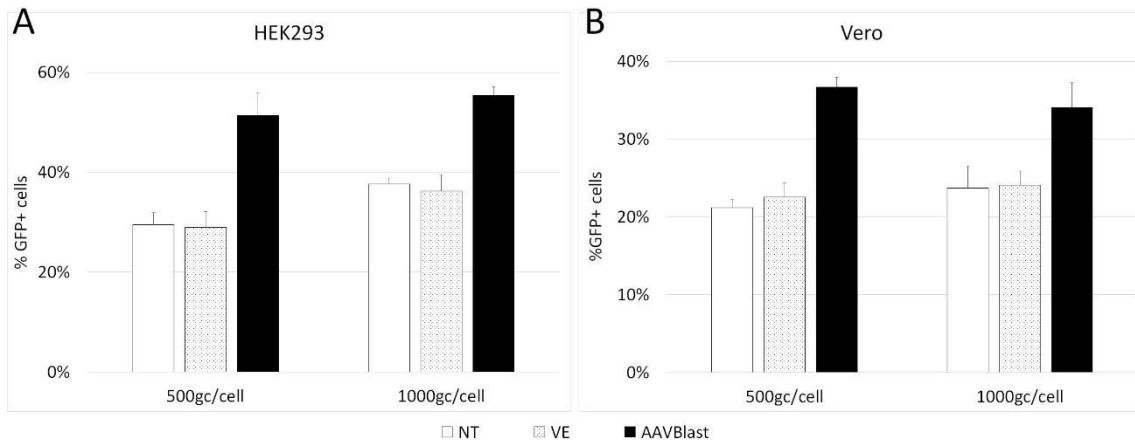 A
HEK293
60%
40%
20%
0%
% GFP+ cells
500gc/cell
1000gc/cell
B
Vero
40%
30%
20%
10%
0%
%GFP+ cells
500gc/cell
1000gc/cell
NT VE AAVBlast